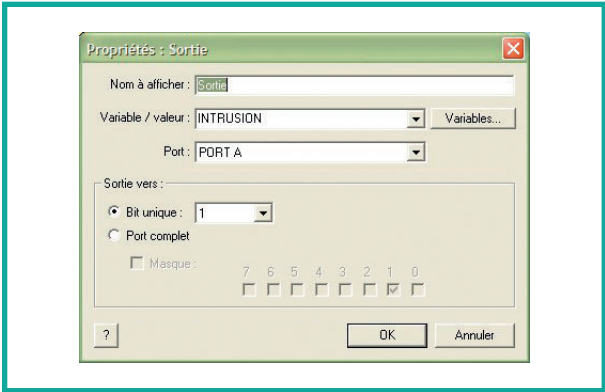 Propriétés : Sortie
Nom à afficher : Sortie
Variable / valeur : INTRUSION Variables...
Port : PORT A
Sortie vers :
Bit unique : 1
Port complet
Masque :
7 6 5 4 3 2 1 0
? OK Annuler